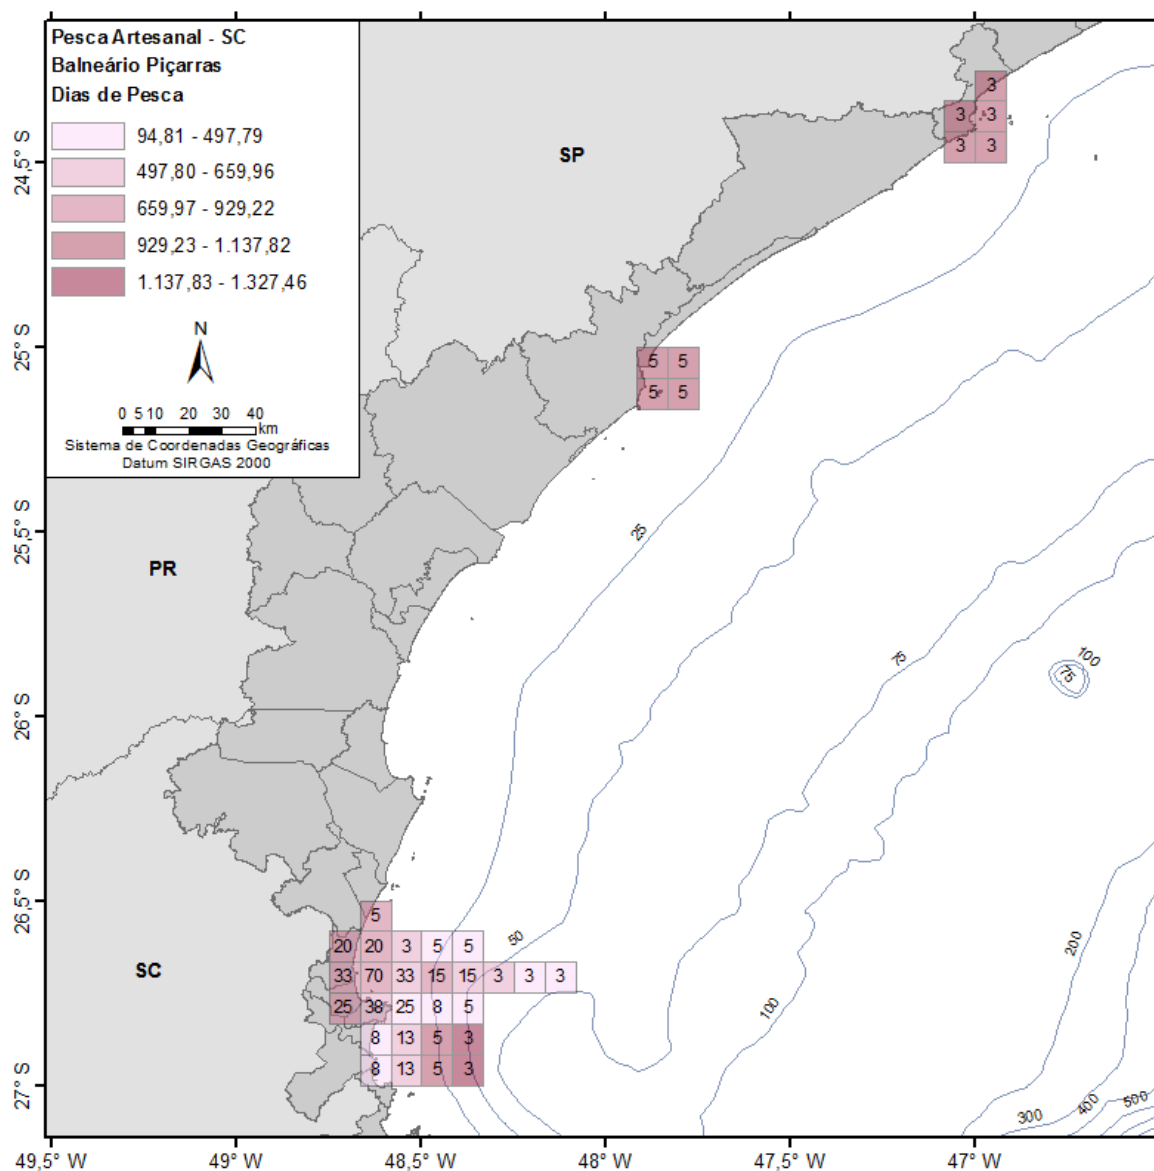 Pesca Artesanal - SC
Balneário Piçarras
Dias de Pesca
94,81 - 497,79
497,80 - 659,96
659,97 - 929,22
929,23 - 1.137,82
1.137,83 - 1.327,46
N
0 5 10 20 30 40
km
Sistema de Coordenadas Geográficas
Datum SIRGAS 2000
SP
PR
SC
24,5° S
25° S
25,5° S
26° S
26,5° S
27° S
3
3 3
3 3
5 5
5 5
25
75
100
75
50
100
200
300
400
500
5
20 20 3 5 5
33 70 33 15 15 3 3 3
25 38 25 8 5
8 13 5 3
8 13 5 3
49,5° W 49° W 48,5° W 48° W 47,5° W 47° W